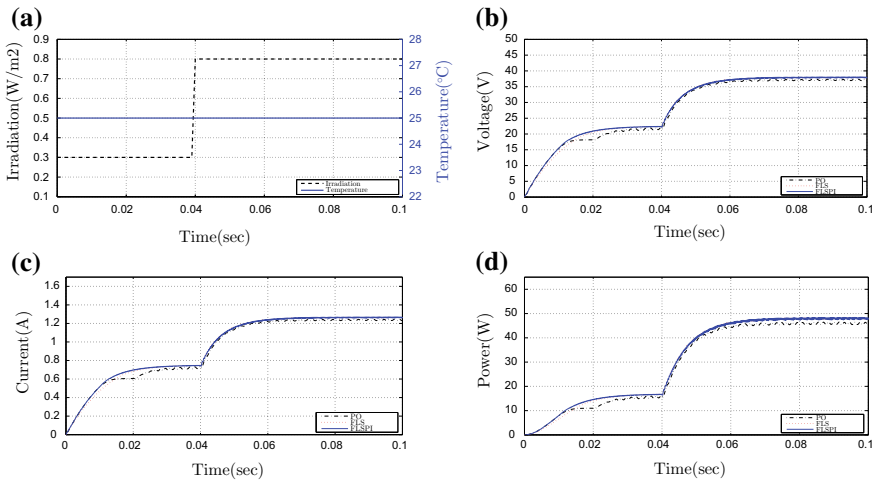 (a)
0.9
0.8
0.7
0.6
0.5
0.4
0.3
0.2
0.1
28
27
26
25
24
23
22
Irradiation(W/m2)
Temperature(°C)
Irradiation
Temperature
0 0.02 0.04 0.06 0.08 0.1
Time(sec)
(b)
50
45
40
35
30
25
20
15
10
5
0
Voltage(V)
PO
FLS
FLSPI
0 0.02 0.04 0.06 0.08 0.1
Time(sec)
(c)
1.6
1.4
1.2
1
0.8
0.6
0.4
0.2
0
Current(A)
PO
FLS
FLSPI
0 0.02 0.04 0.06 0.08 0.1
Time(sec)
(d)
60
50
40
30
20
10
0
Power(W)
PO
FLS
FLSPI
0 0.02 0.04 0.06 0.08 0.1
Time(sec)